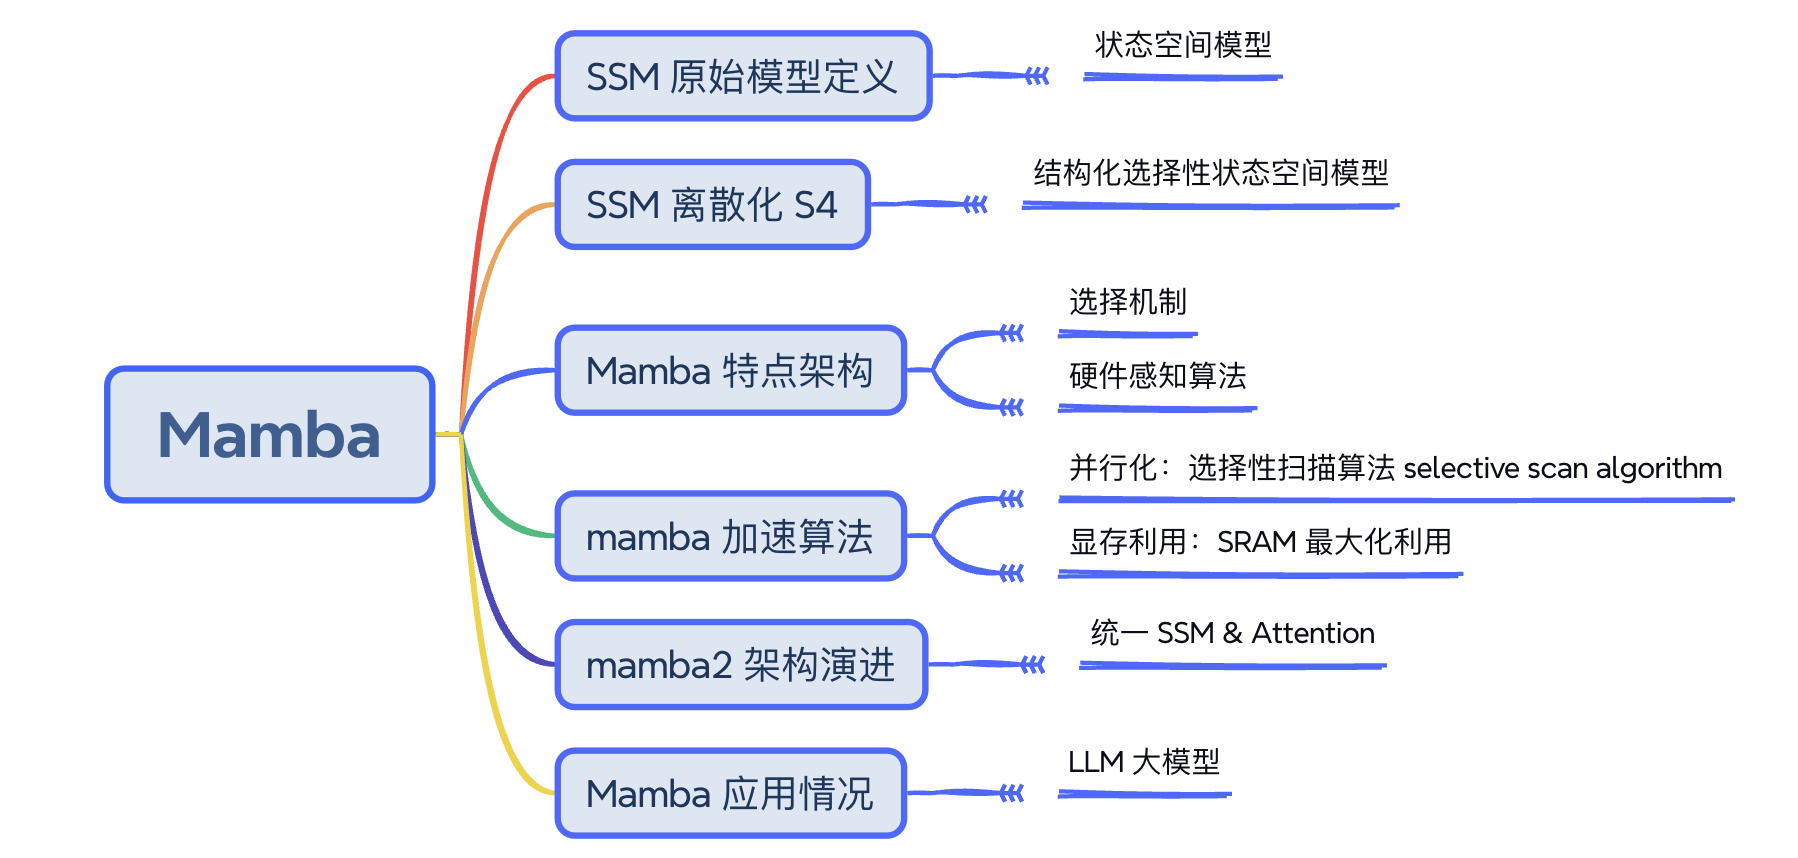 Mamba
SSM 原始模型定义
状态空间模型
SSM 离散化 S4
结构化选择性状态空间模型
Mamba 特点架构
选择机制
硬件感知算法
mamba 加速算法
并行化：选择性扫描算法 selective scan algorithm
显存利用：SRAM 最大化利用
mamba2 架构演进
统一 SSM & Attention
Mamba 应用情况
LLM 大模型